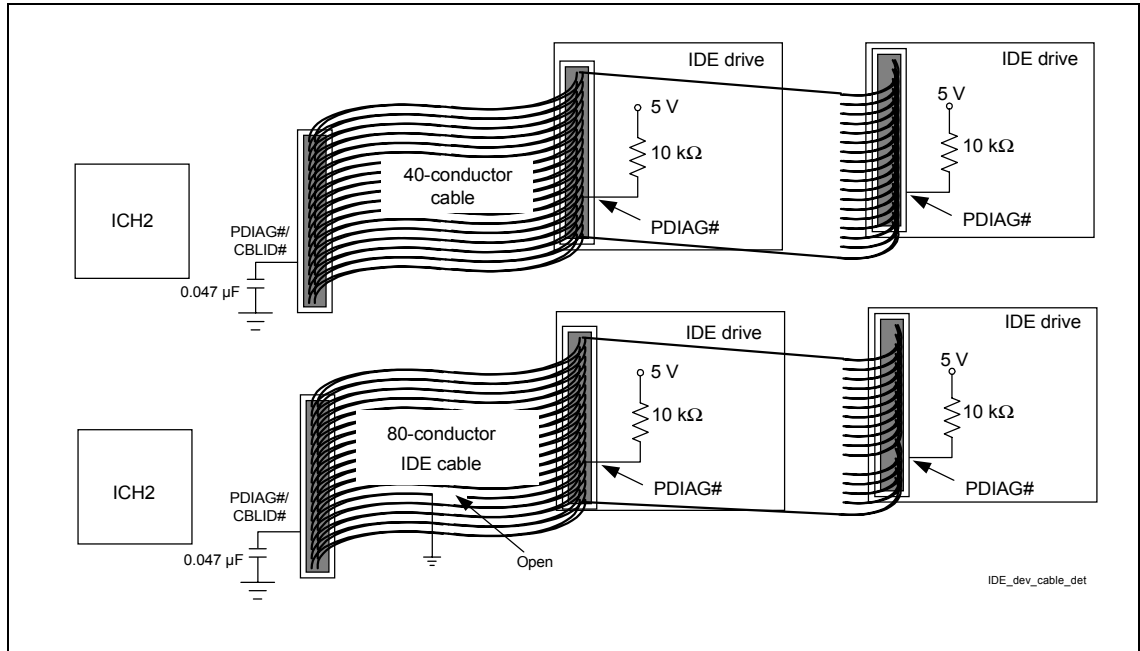 IDE drive
IDE drive
5 V
5 V
10 kΩ
10 kΩ
40-conductor
cable
ICH2
PDIAG#
PDIAG#
PDIAG#/
CBLID#
0.047 µF
IDE drive
IDE drive
5 V
5 V
10 kΩ
10 kΩ
80-conductor
IDE cable
ICH2
PDIAG#
PDIAG#
PDIAG#/
CBLID#
0.047 µF
Open
IDE_dev_cable_det